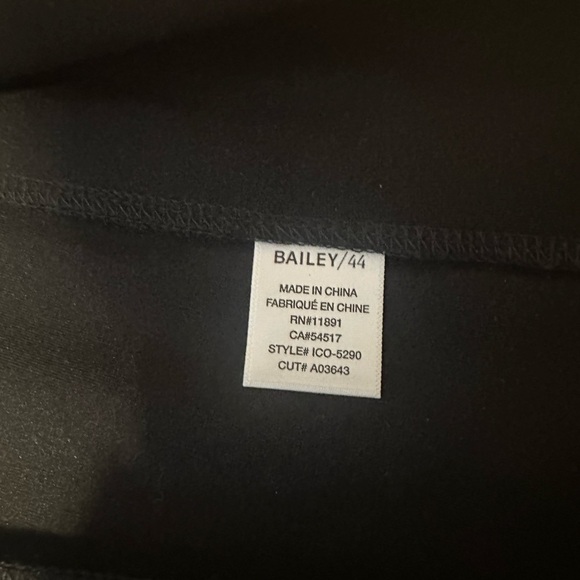 BAILEY/44
MADE IN CHINA
FABRIQUÉ EN CHINE
RN#11891
CA#54517
STYLE# ICO-5290
CUT# A03643